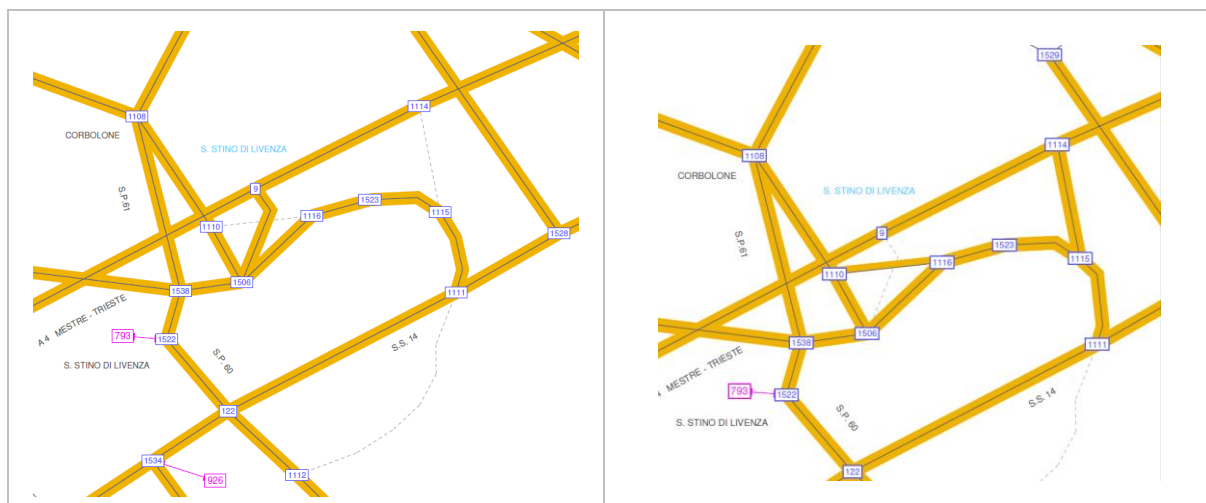 1108
CORBOLONE
S. STINO DI LIVENZA
1114
S.P.61
9
1523
1116
1115
1110
1528
1506
1538
1111
A 4 MESTRE - TRIESTE
793
1522
S. STINO DI LIVENZA
S.P. 60
S.S. 14
122
1534
926
1112
1529
1114
1108
CORBOLONE
S. STINO DI LIVENZA
S.P.61
9
1523
1116
1115
1110
1506
1538
1111
4 MESTRE - TRIESTE
793
1522
S. STINO DI LIVENZA
S.P. 60
S.S. 14
122